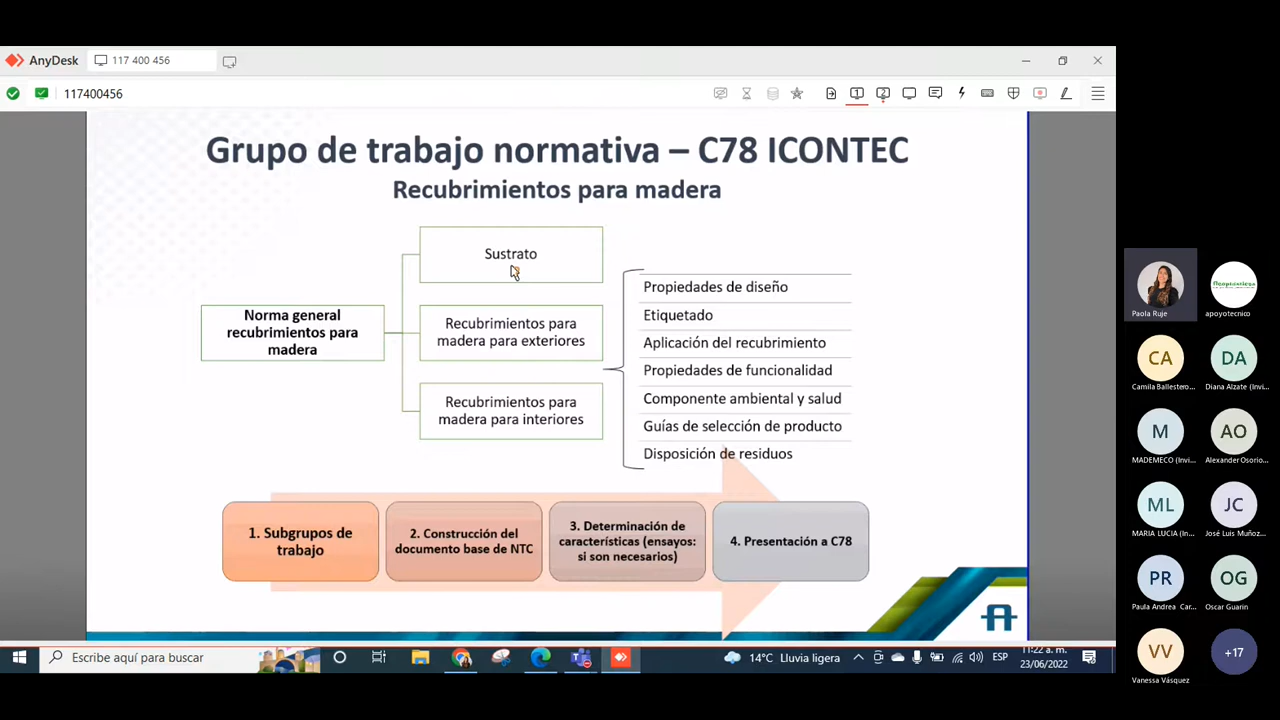 AnyDesk
117 400 456
117400456
Grupo de trabajo normativa – C78 ICONTEC
Recubrimientos para madera
Norma general
recubrimientos para
madera
Sustrato
Recubrimientos para
madera para exteriores
Recubrimientos para
madera para interiores
Propiedades de diseño
Etiquetado
Aplicación del recubrimiento
Propiedades de funcionalidad
Componente ambiental y salud
Guías de selección de producto
Disposición de residuos
1. Subgrupos de
trabajo
2. Construcción del
documento base de NTC
3. Determinación de
características (ensayos:
si son necesarios)
4. Presentación a C78
Escribe aquí para buscar
14°C Lluvia ligera
ESP
11:22 a. m.
23/06/2022
Paola Ruje
apoyotecnico
CA
Camila Ballestero...
DA
Diana Alzate (Invi...
M
MADEMECO (Invi...
AO
Alexander Osorio...
ML
MARIA LUCIA (In...
JC
José Luis Muñoz...
PR
Paula Andrea Car...
OG
Oscar Guarin
VV
Vanessa Vásquez
+17